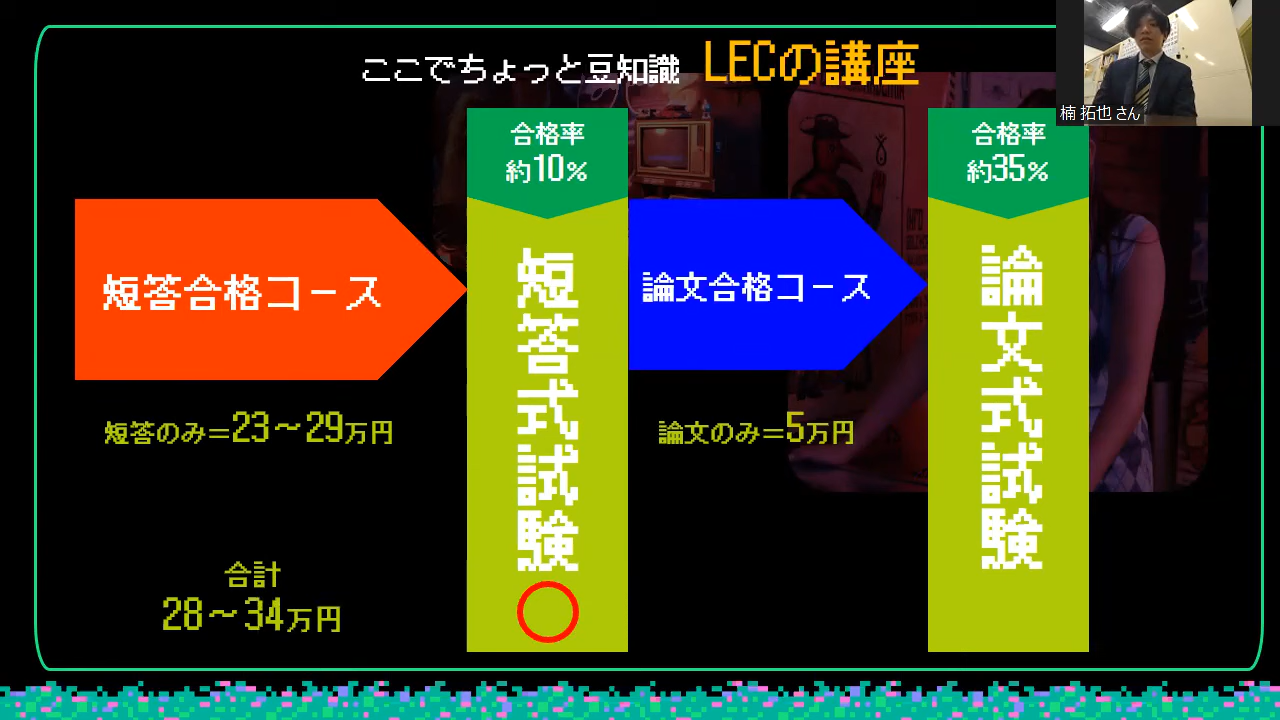 ここでちょっと豆知識 LECの講座
楠 拓也 さん
合格率
約10%
合格率
約35%
短答合格コース
短答式試験
論文合格コース
論文式試験
短答のみ=23～29万円
論文のみ=5万円
合計
28～34万円